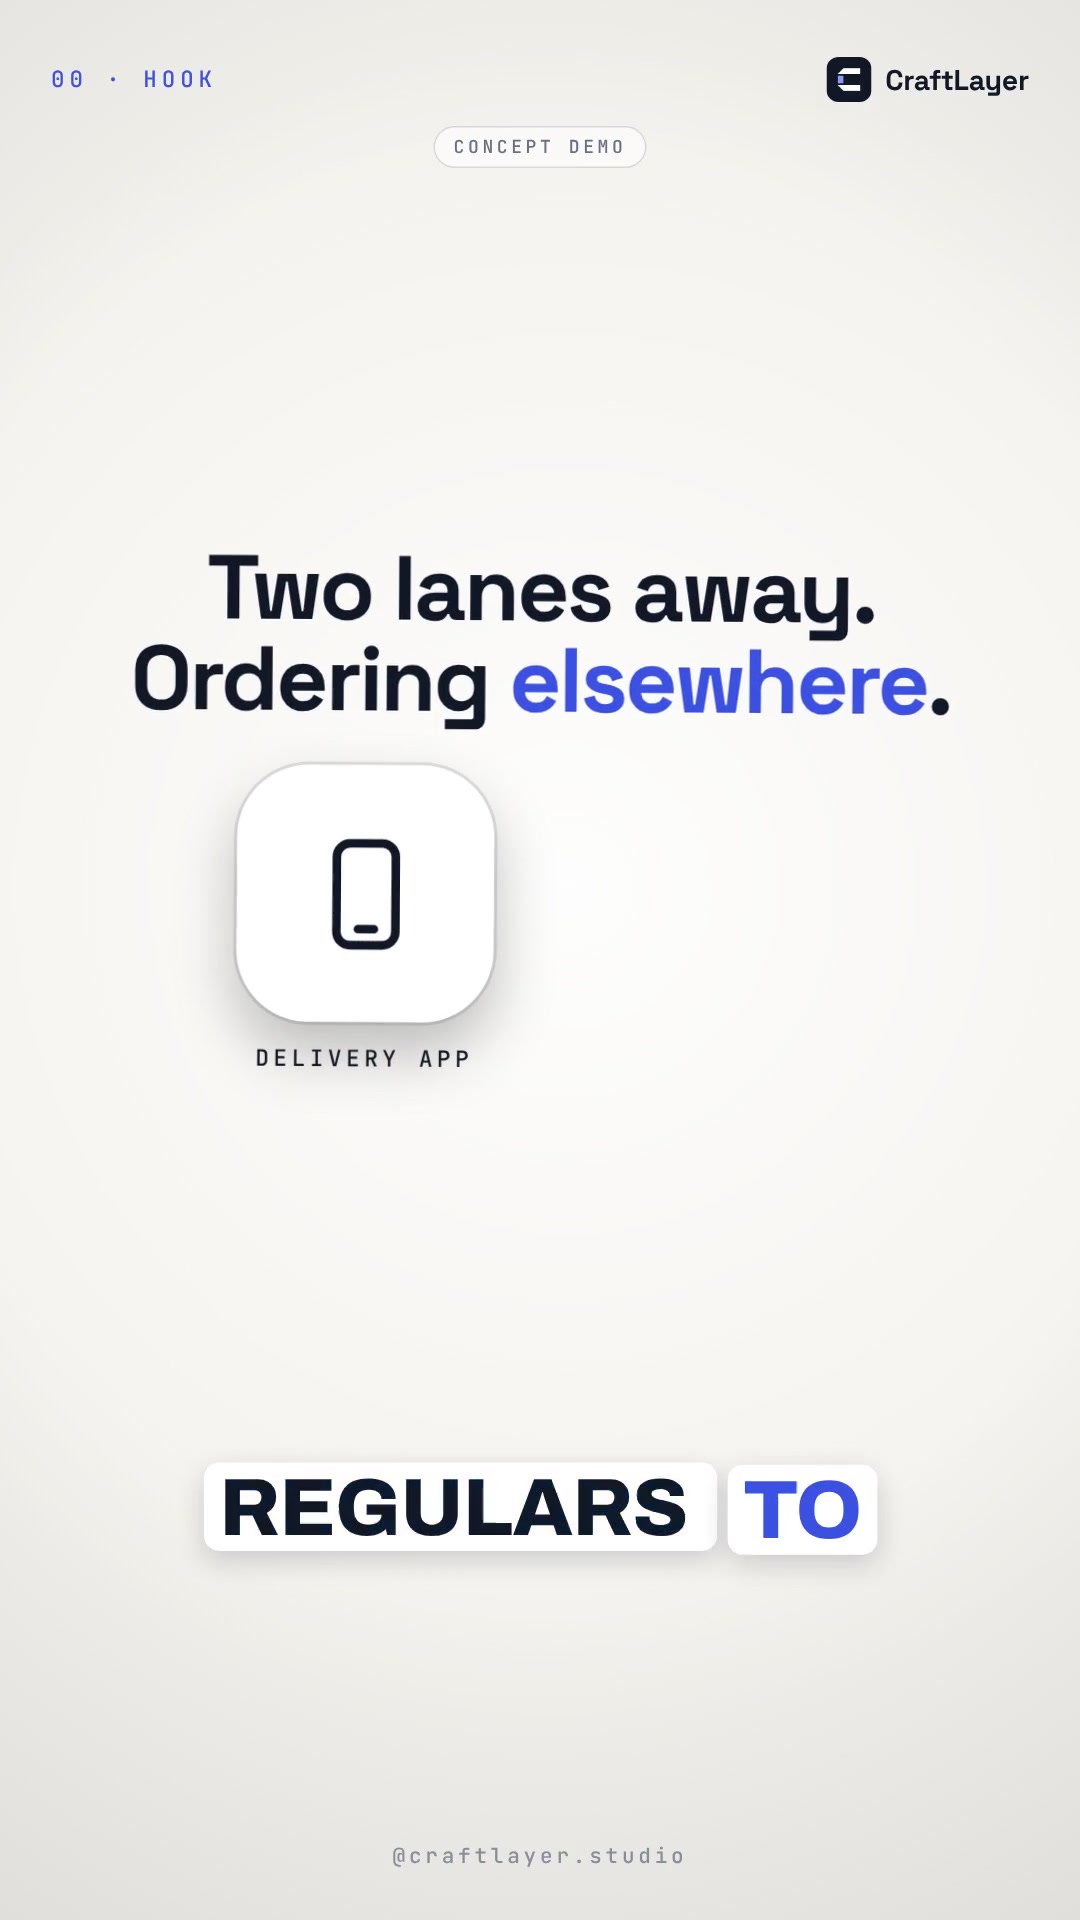 00 · HOOK
CraftLayer
CONCEPT DEMO
Two lanes away.
Ordering elsewhere.
DELIVERY APP
REGULARS TO
@craftlayer.studio